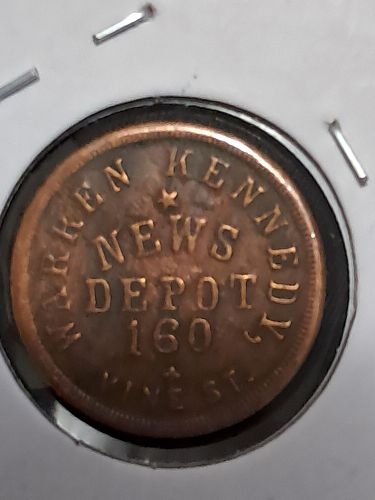 WARREN KENNEDY,
NEWS
DEPOT
160
VINE ST.